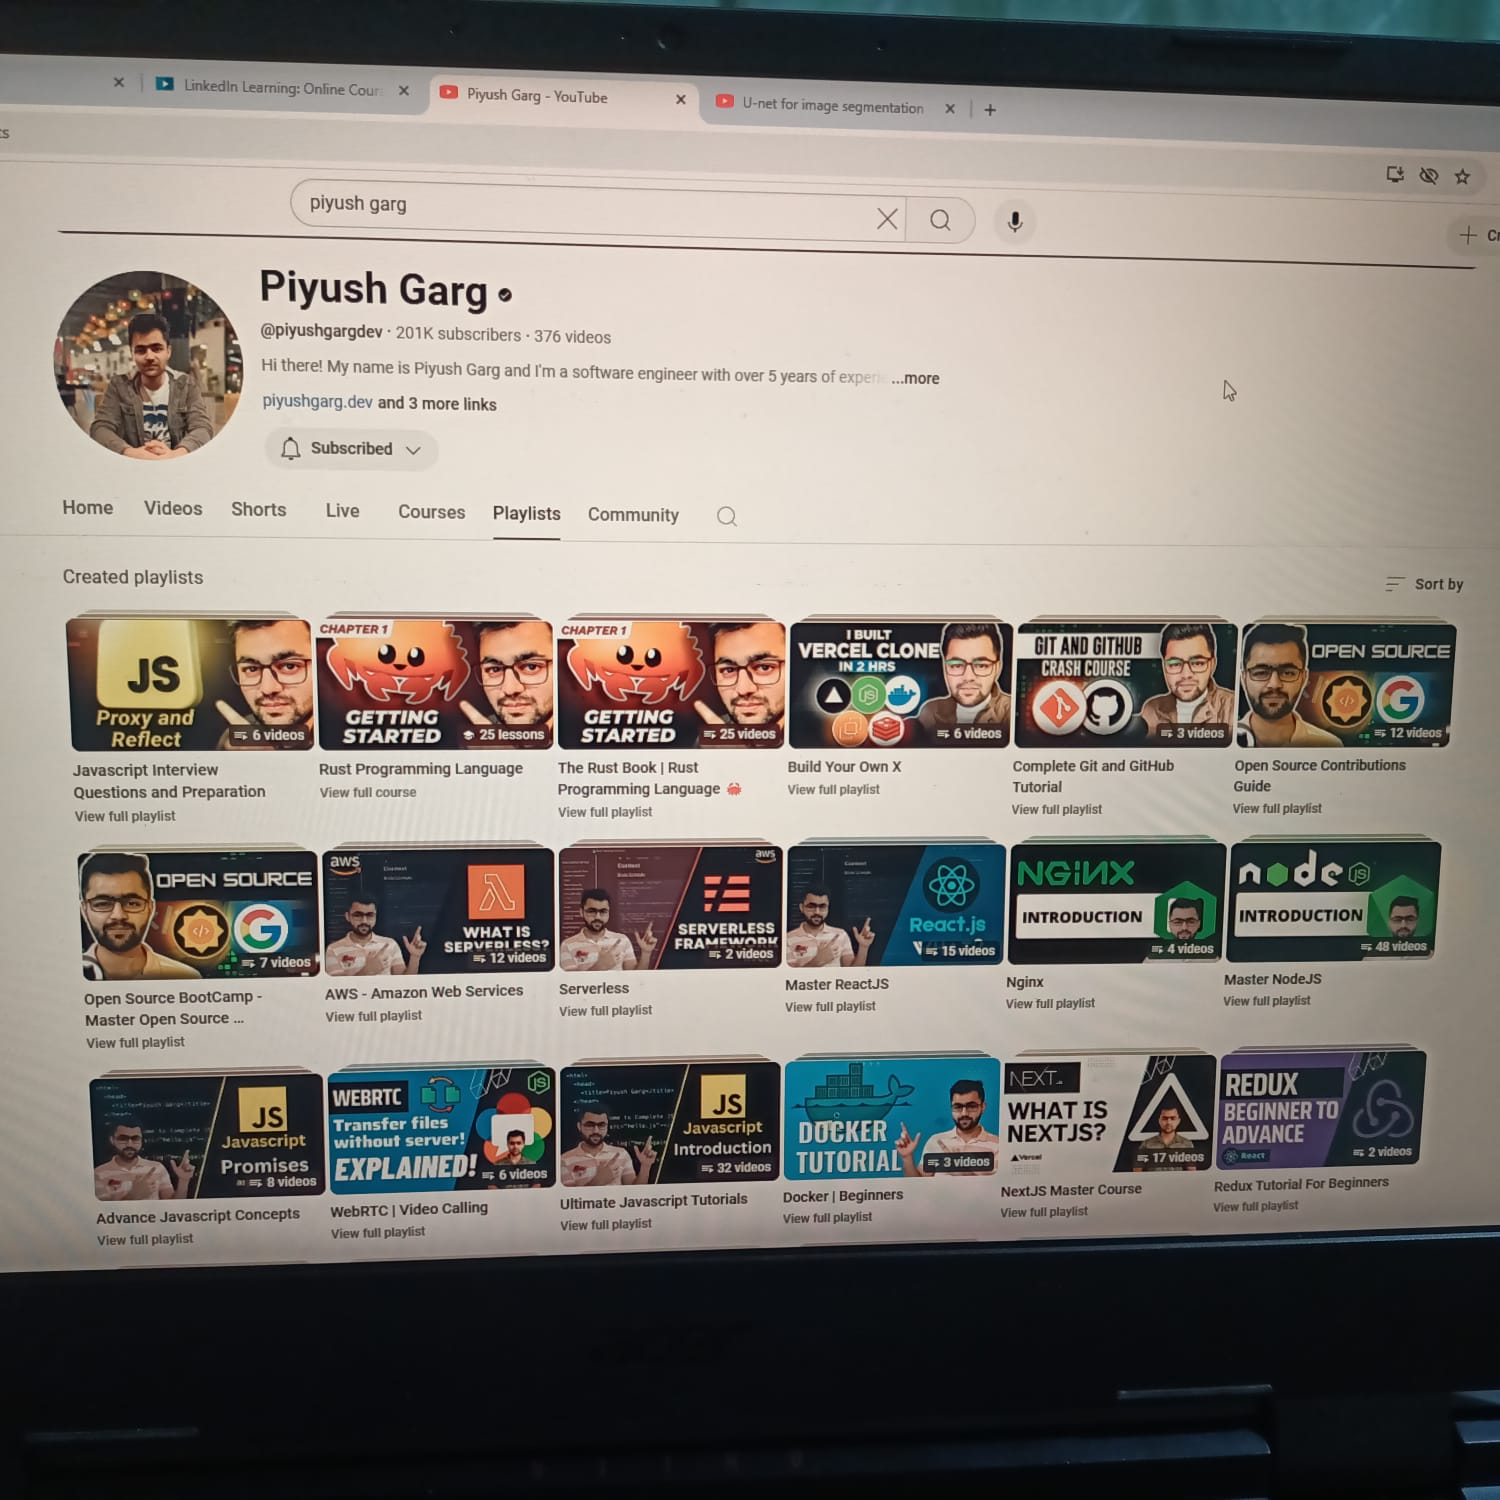 LinkedIn Learning: Online Cour
Piyush Garg - YouTube
U-net for image segmentation
ts
piyush garg
Cr
Piyush Garg
@piyushgargdev · 201K subscribers · 376 videos
Hi there! My name is Piyush Garg and I'm a software engineer with over 5 years of experie ...more
piyushgarg.dev and 3 more links
Subscribed
Home Videos Shorts Live Courses Playlists Community
Created playlists
Sort by
JS
Proxy and
Reflect
6 videos
Javascript Interview
Questions and Preparation
View full playlist
CHAPTER 1
GETTING
STARTED
25 lessons
Rust Programming Language
View full course
CHAPTER 1
GETTING
STARTED
25 videos
The Rust Book | Rust
Programming Language 🦀
View full playlist
I BUILT
VERCEL CLONE
IN 2 HRS
6 videos
Build Your Own X
View full playlist
GIT AND GITHUB
CRASH COURSE
3 videos
Complete Git and GitHub
Tutorial
View full playlist
OPEN SOURCE
12 videos
Open Source Contributions
Guide
View full playlist
OPEN SOURCE
7 videos
Open Source BootCamp -
Master Open Source ...
View full playlist
aws
WHAT IS
SERVERLESS?
12 videos
AWS - Amazon Web Services
View full playlist
aws
SERVERLESS
FRAMEWORK
2 videos
Serverless
View full playlist
React.js
15 videos
Master ReactJS
View full playlist
NGINX
INTRODUCTION
4 videos
Nginx
View full playlist
node
JS
INTRODUCTION
48 videos
Master NodeJS
View full playlist
JS
Javascript
Promises
8 videos
Advance Javascript Concepts
View full playlist
WEBRTC
JS
Transfer files
without server!
EXPLAINED!
6 videos
WebRTC | Video Calling
View full playlist
JS
Javascript
Introduction
32 videos
Ultimate Javascript Tutorials
View full playlist
DOCKER
TUTORIAL
3 videos
Docker | Beginners
View full playlist
NEXT
WHAT IS
NEXTJS?
Vercel
17 videos
NextJS Master Course
View full playlist
REDUX
BEGINNER TO
ADVANCE
React
2 videos
Redux Tutorial For Beginners
View full playlist